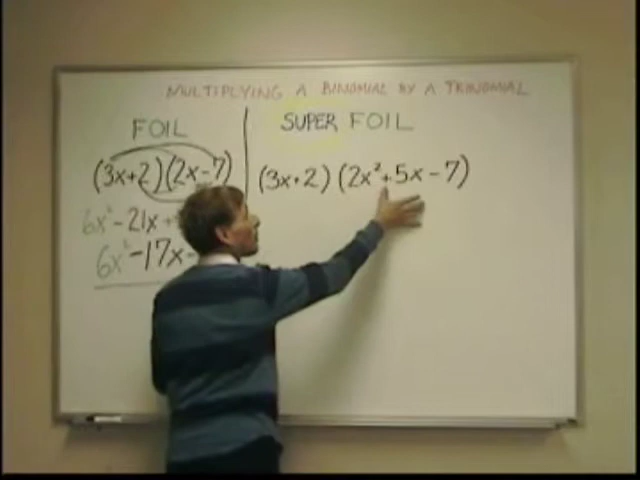 MULTIPLYING A BINOMIAL BY A TRINOMIAL
FOIL
(3x+2)(2x-7)
6x² - 21x +
6x² - 17x -
SUPER FOIL
(3x+2)(2x²+5x-7)